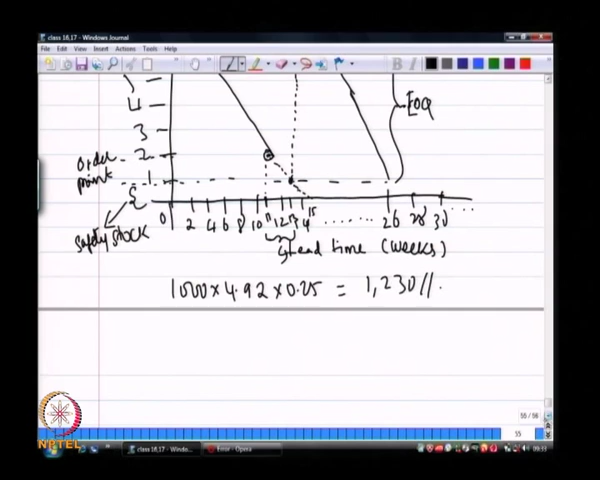 class 16,17 - Windows Journal
File Edit View Insert Actions Tools Help
4
3
EOQ
order point
2
1
0 2 4 6 8 10 11 12 13 14 15 ........ 26 28 30 ...
safety stock
lead time (weeks)
1000 x 4.92 x 0.25 = 1,230//.
55 / 56
55
NPTEL
class 16,17 - Windo...
Error - Opera